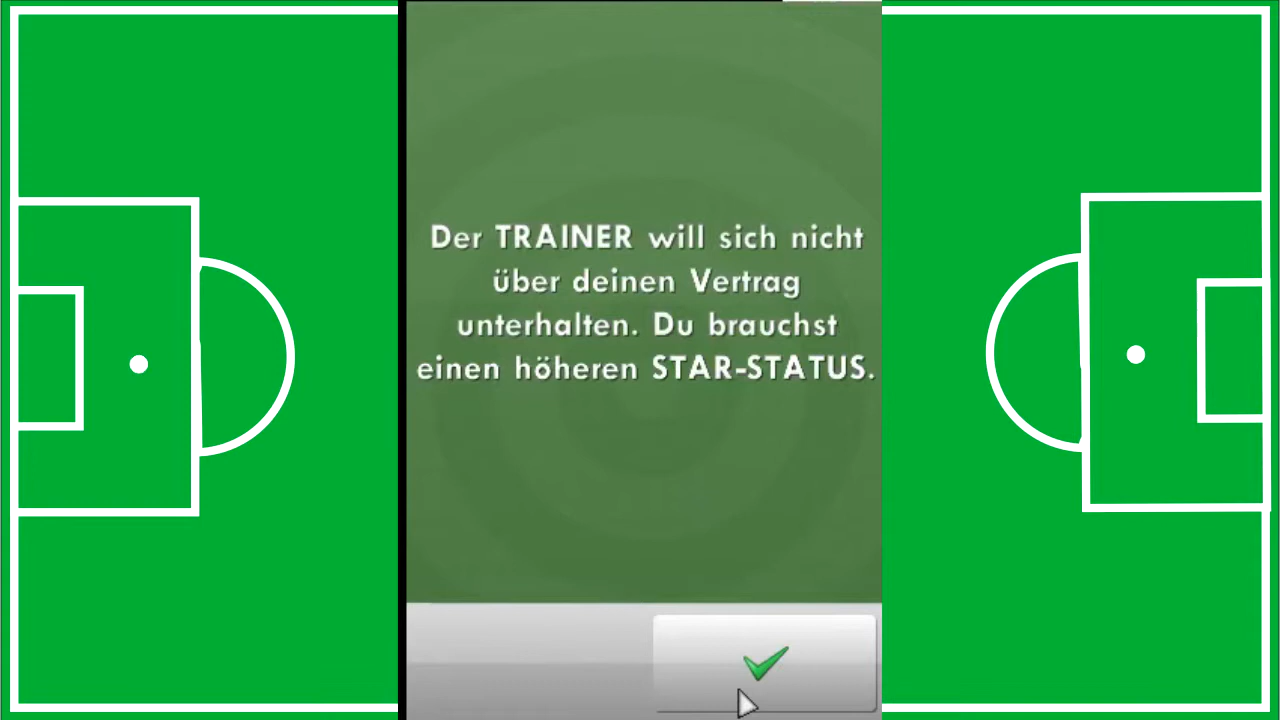 Der TRAINER will sich nicht
über deinen Vertrag
unterhalten. Du brauchst
einen höheren STAR-STATUS.